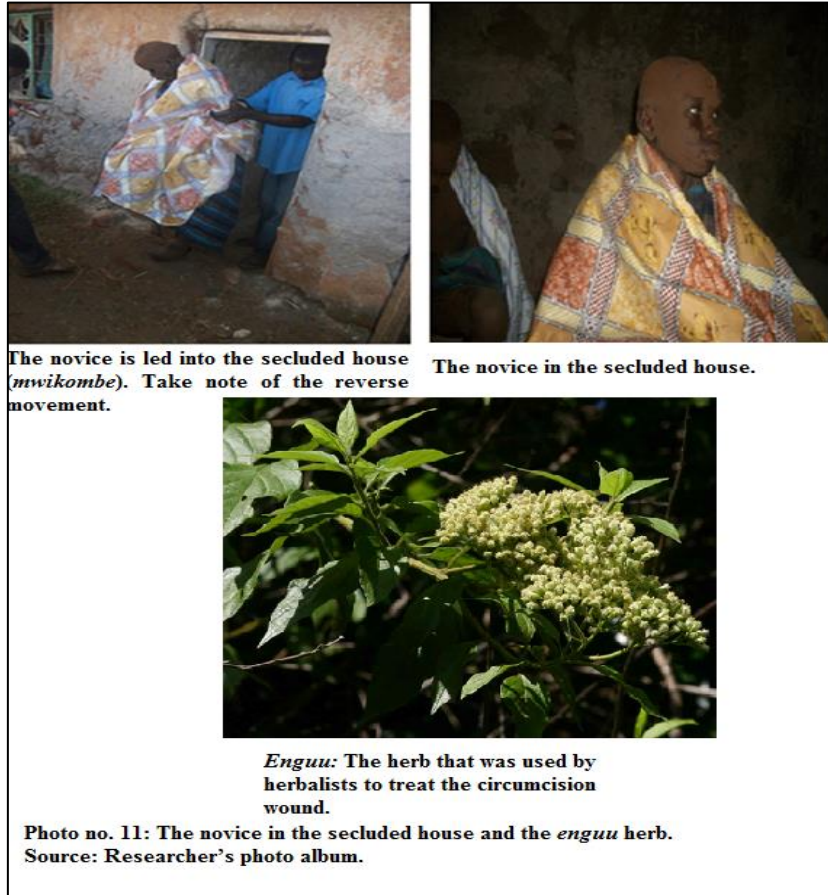 The novice is led into the secluded house
(mwikombe). Take note of the reverse
movement.
The novice in the secluded house.
Enguu: The herb that was used by
herbalists to treat the circumcision
wound.
Photo no. 11: The novice in the secluded house and the enguu herb.
Source: Researcher's photo album.